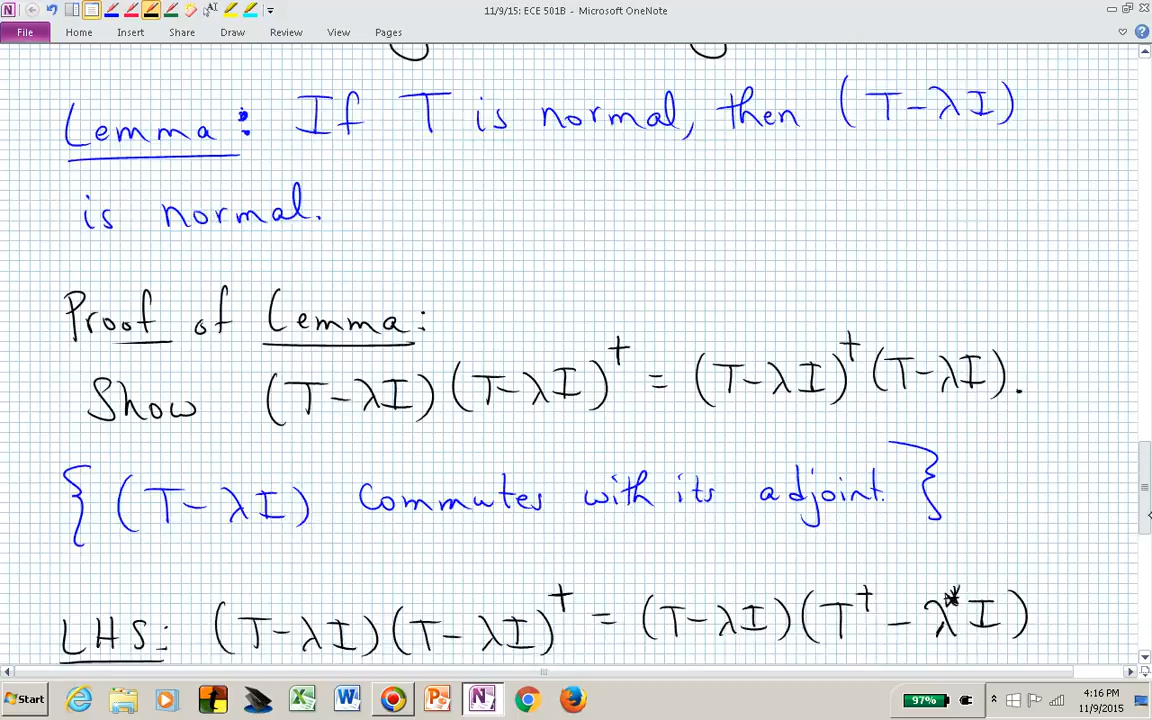 11/9/15: ECE 501B - Microsoft OneNote
File Home Insert Share Draw Review View Pages
Lemma: If T is normal, then (T-λI)
is normal.
Proof of Lemma:
Show (T-λI)(T-λI)† = (T-λI)†(T-λI).
{(T-λI) commutes with its adjoint.}
LHS: (T-λI)(T-λI)† = (T-λI)(T† - λ*I)
Start 97% 4:16 PM
11/9/2015